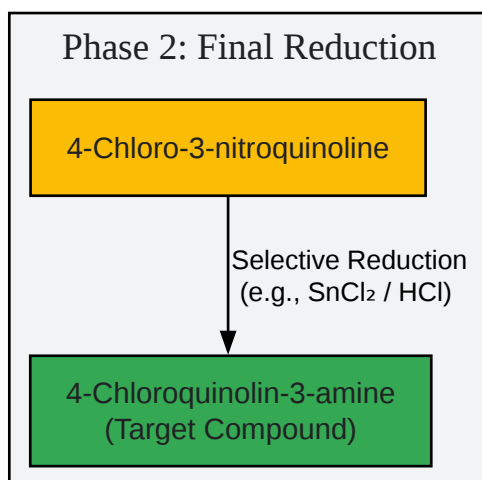 Phase 2: Final Reduction
4-Chloro-3-nitroquinoline
Selective Reduction
(e.g., SnCl₂ / HCl)
4-Chloroquinolin-3-amine
(Target Compound)